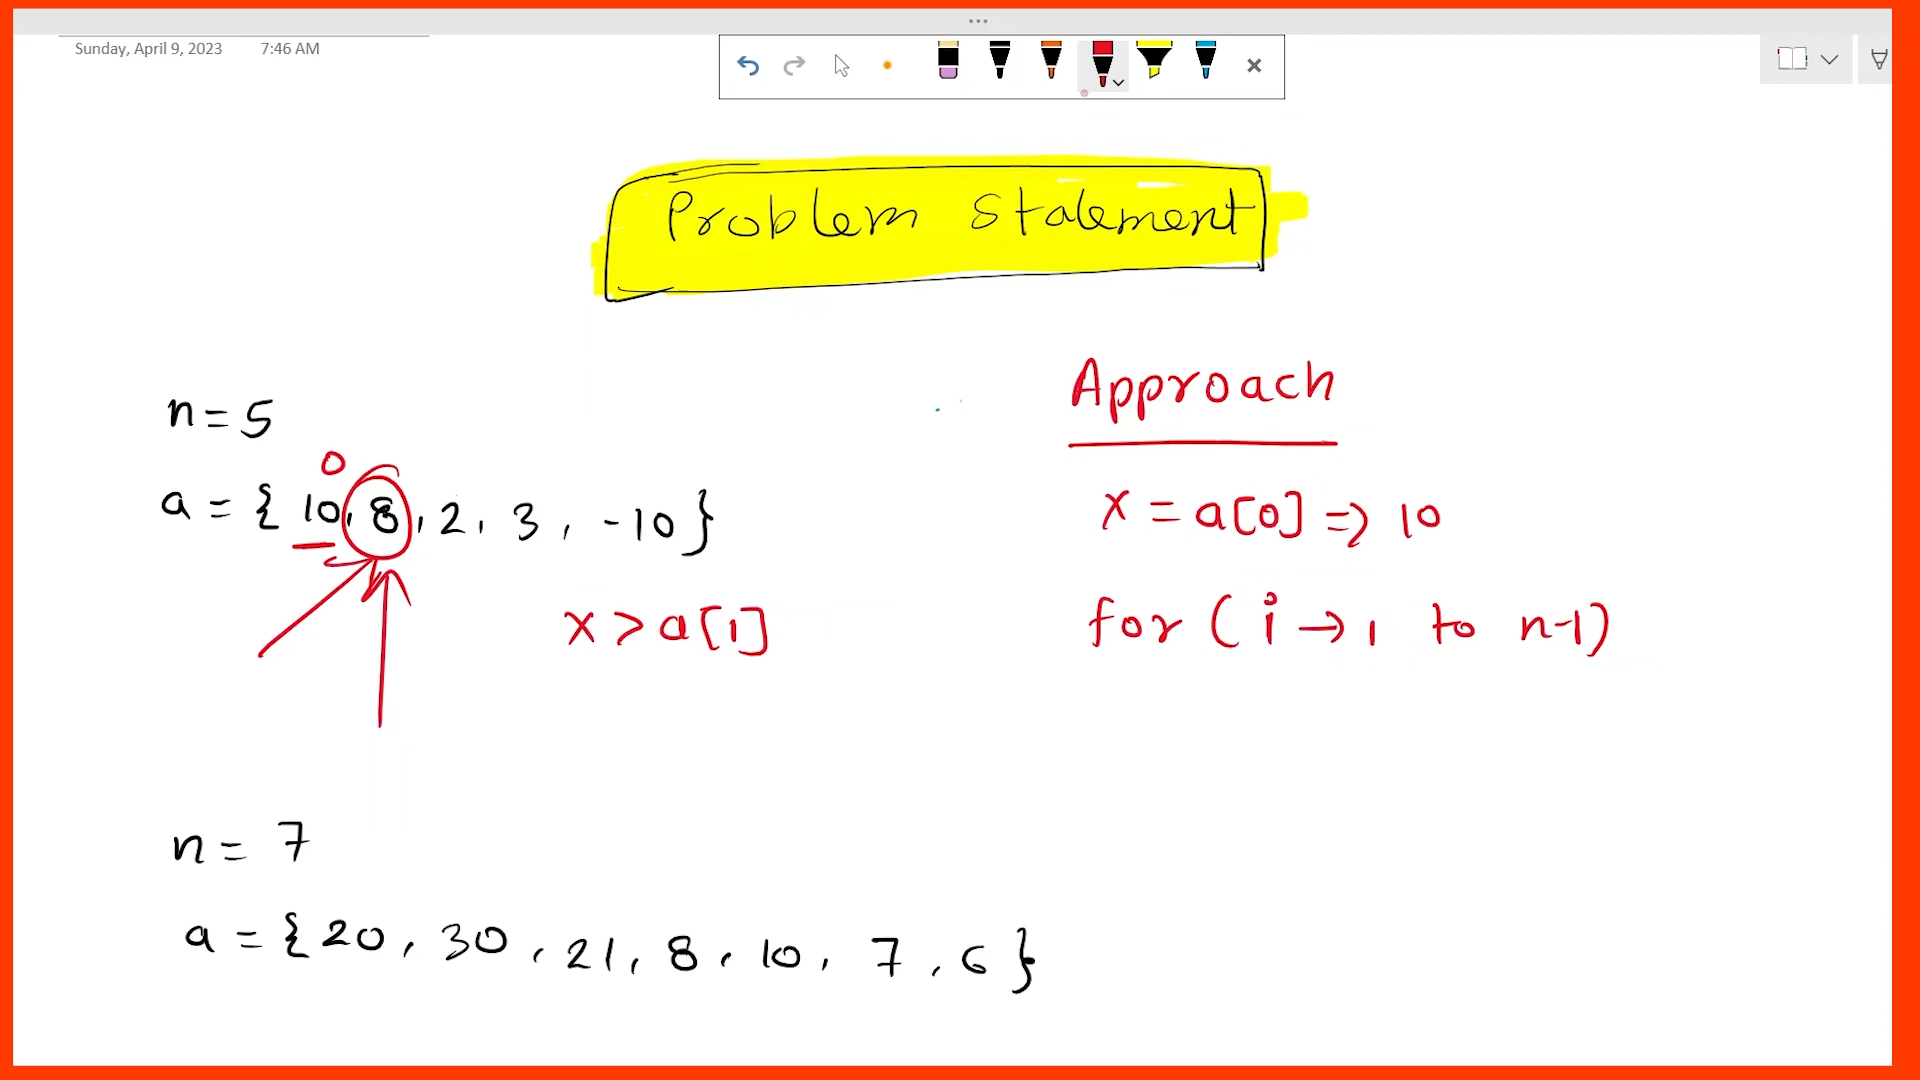 Sunday, April 9, 2023 7:46 AM
Problem Statement
n = 5
0
a = { 10, 8, 2, 3, -10 }
x > a[1]
Approach
x = a[0] => 10
for ( i → 1 to n-1)
n = 7
a = { 20, 30, 21, 8, 10, 7, 6 }